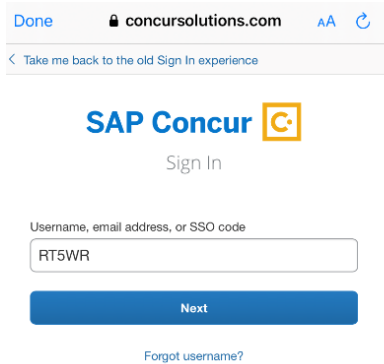 Done concursolutions.com AA
Take me back to the old Sign In experience
SAP Concur C
Sign In
Username, email address, or SSO code
RT5WR
Next
Forgot username?